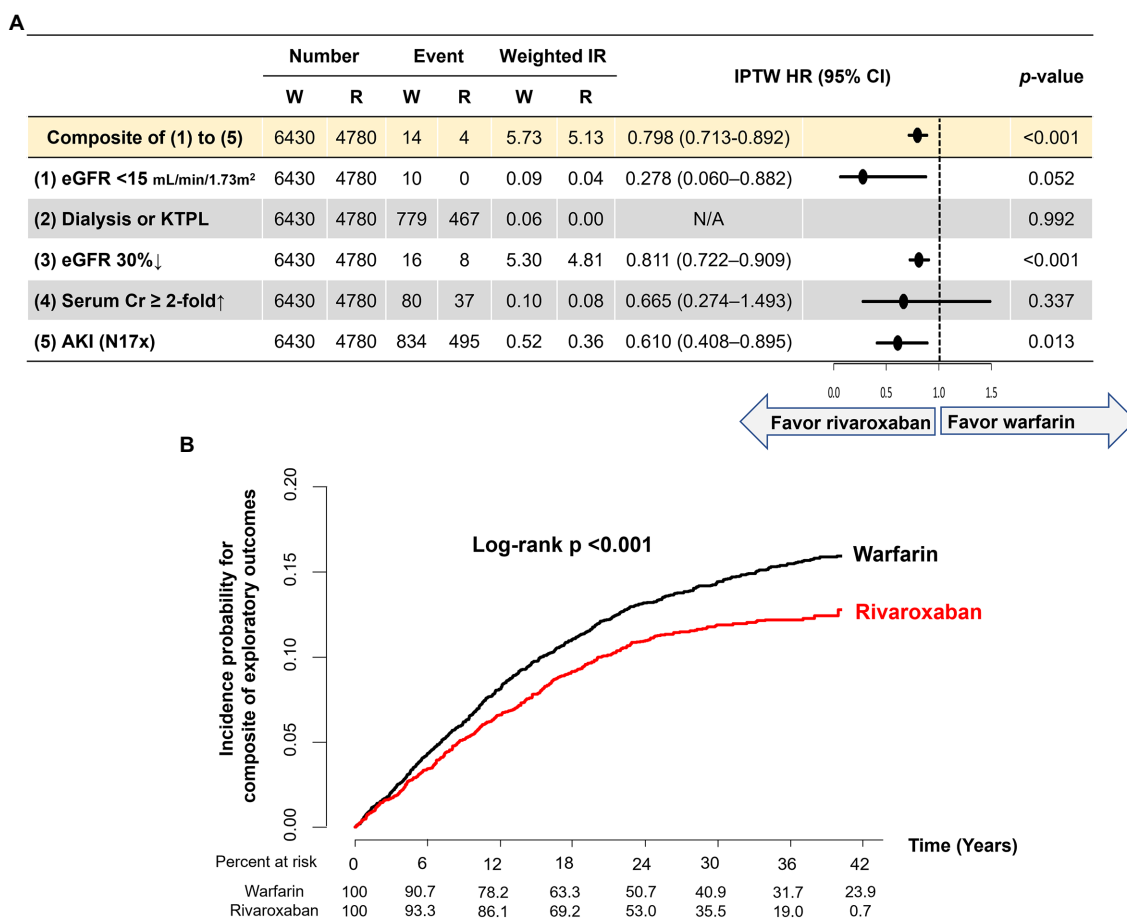 A
Number Event Weighted IR IPTW HR (95% CI) p-value
W R W R W R
Composite of (1) to (5) 6430 4780 14 4 5.73 5.13 0.798 (0.713-0.892) <0.001
(1) eGFR <15 mL/min/1.73m² 6430 4780 10 0 0.09 0.04 0.278 (0.060–0.882) 0.052
(2) Dialysis or KTPL 6430 4780 779 467 0.06 0.00 N/A 0.992
(3) eGFR 30%↓ 6430 4780 16 8 5.30 4.81 0.811 (0.722–0.909) <0.001
(4) Serum Cr ≥ 2-fold↑ 6430 4780 80 37 0.10 0.08 0.665 (0.274–1.493) 0.337
(5) AKI (N17x) 6430 4780 834 495 0.52 0.36 0.610 (0.408–0.895) 0.013
0.0 0.5 1.0 1.5
Favor rivaroxaban Favor warfarin
B
Incidence probability for
composite of exploratory outcomes
0.20
0.15
0.10
0.05
0.00
Log-rank p <0.001
Warfarin
Rivaroxaban
Time (Years)
Percent at risk 0 6 12 18 24 30 36 42
Warfarin 100 90.7 78.2 63.3 50.7 40.9 31.7 23.9
Rivaroxaban 100 93.3 86.1 69.2 53.0 35.5 19.0 0.7